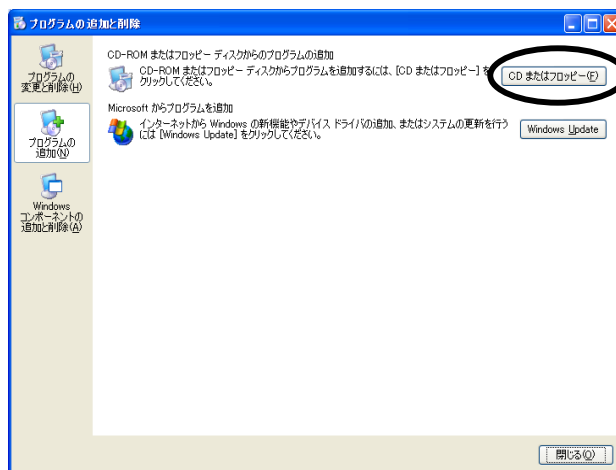 プログラムの追加と削除
プログラムの
変更と削除(H)
プログラムの
追加(N)
Windows
コンポーネントの
追加と削除(A)
CD-ROM またはフロッピー ディスクからのプログラムの追加
CD-ROM またはフロッピー ディスクからプログラムを追加するには、[CD またはフロッピー] を
クリックしてください。
CD またはフロッピー(F)
Microsoft からプログラムを追加
インターネットから Windows の新機能やデバイス ドライバの追加、またはシステムの更新を行う
には [Windows Update] をクリックしてください。
Windows Update
閉じる(O)